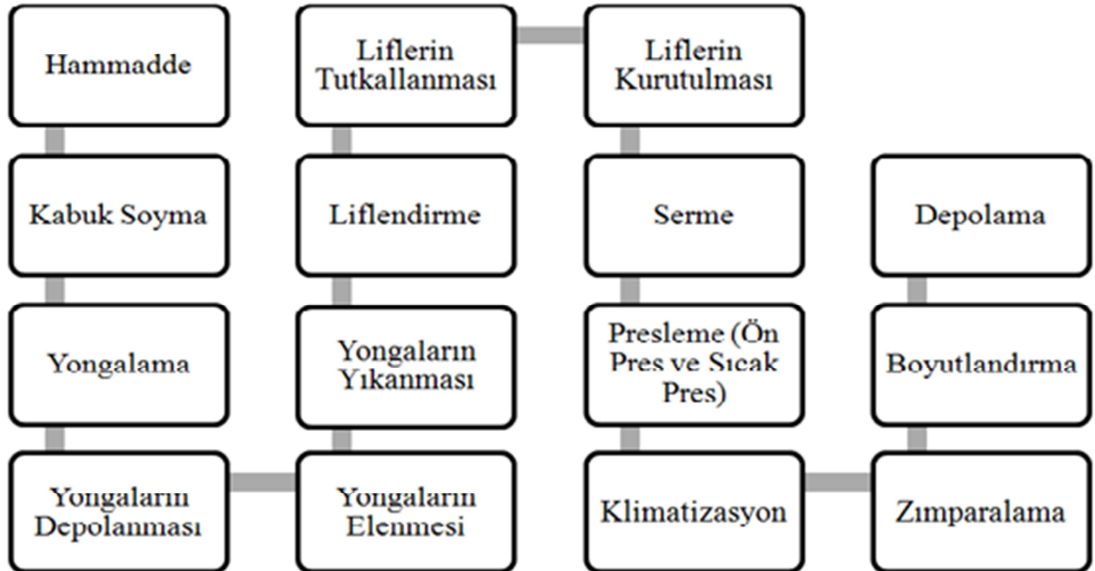 Hammadde
Kabuk Soyma
Yongalama
Yongaların
Depolanması
Yongaların
Elenmesi
Yongaların
Yıkanması
Liflendirme
Liflerin
Tutkallanması
Liflerin
Kurutulması
Serme
Presleme (Ön
Pres ve Sıcak
Pres)
Klimatizasyon
Zımparalama
Boyutlandırma
Depolama